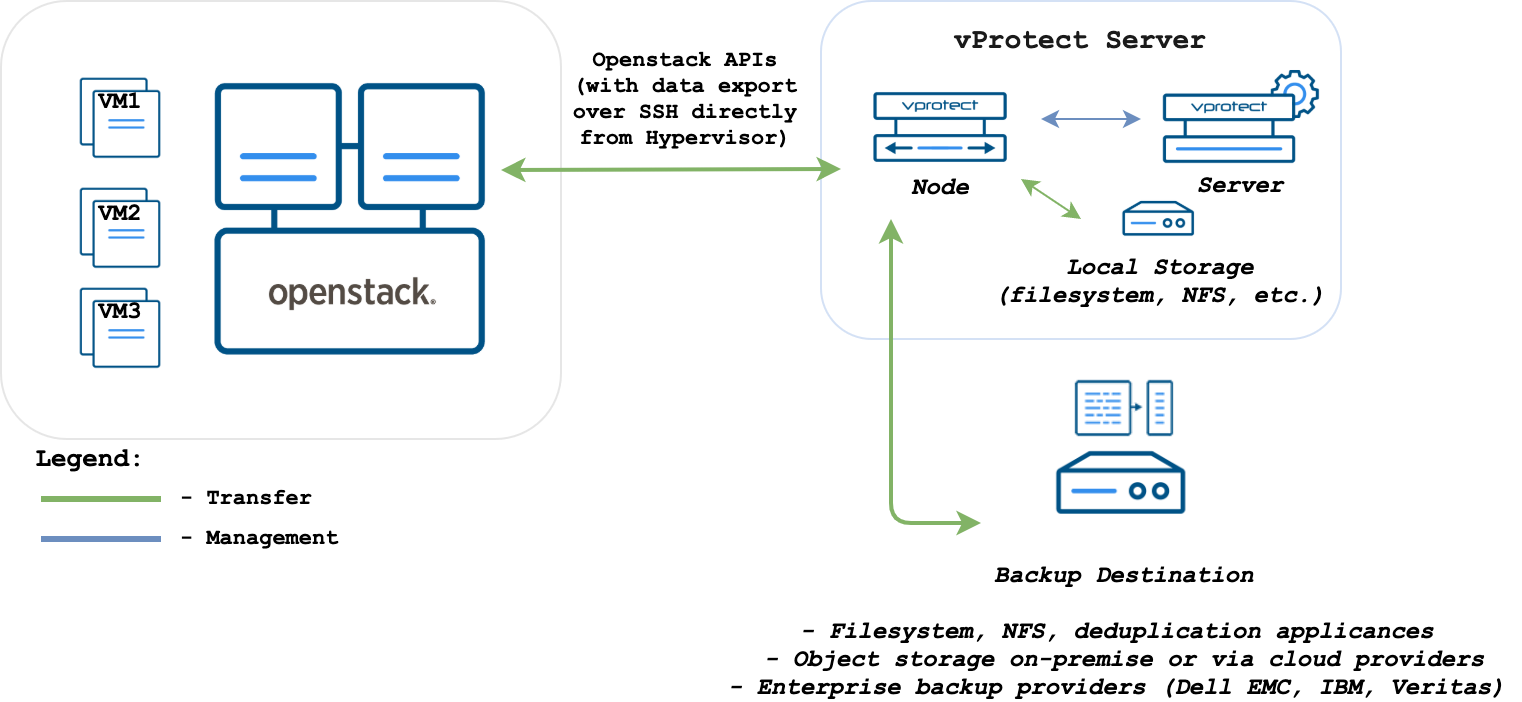 VM1
VM2
VM3
openstack.
Openstack APIs
(with data export
over SSH directly
from Hypervisor)
vProtect Server
vprotect
Node
vprotect
Server
Local Storage
(filesystem, NFS, etc.)
Legend:
- Transfer
- Management
Backup Destination
- Filesystem, NFS, deduplication applicances
- Object storage on-premise or via cloud providers
- Enterprise backup providers (Dell EMC, IBM, Veritas)